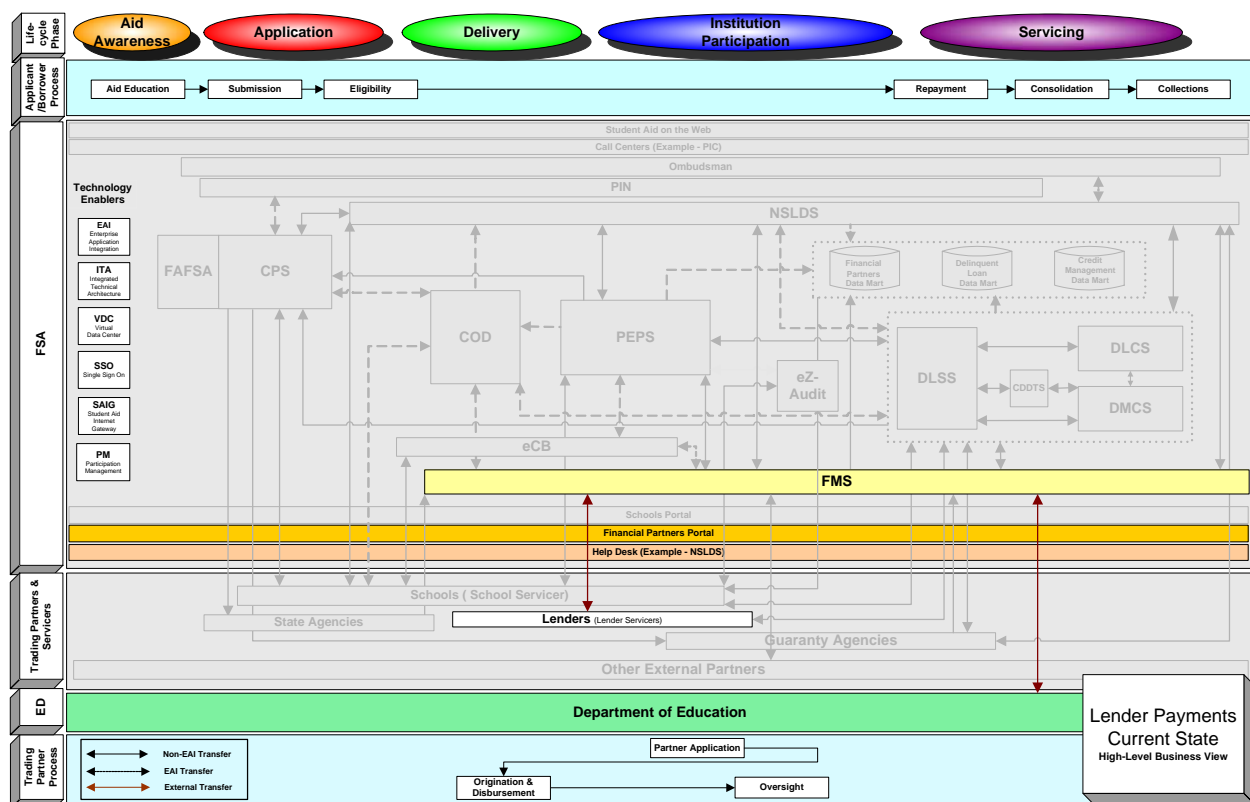 Life-
cycle
Phase
Aid
Awareness
Application
Delivery
Institution
Participation
Servicing
Applicant
/Borrower
Process
Aid Education
Submission
Eligibility
Repayment
Consolidation
Collections
FSA
Student Aid on the Web
Call Centers (Example - PIC)
Ombudsman
PIN
NSLDS
Technology
Enablers
EAI
Enterprise
Application
Integration
ITA
Integrated
Technical
Architecture
VDC
Virtual
Data Center
SSO
Single Sign On
SAIG
Student Aid
Internet
Gateway
PM
Participation
Management
FAFSA
CPS
COD
PEPS
eZ-
Audit
Financial
Partners
Data Mart
Delinquent
Loan
Data Mart
Credit
Management
Data Mart
DLSS
CDDTS
DLCS
DMCS
eCB
FMS
Schools Portal
Financial Partners Portal
Help Desk (Example - NSLDS)
Trading Partners &
Servicers
Schools ( School Servicer)
Lenders (Lender Servicers)
State Agencies
Guaranty Agencies
Other External Partners
ED
Department of Education
Lender Payments
Current State
High-Level Business View
Trading
Partner
Process
Non-EAI Transfer
EAI Transfer
External Transfer
Partner Application
Origination &
Disbursement
Oversight